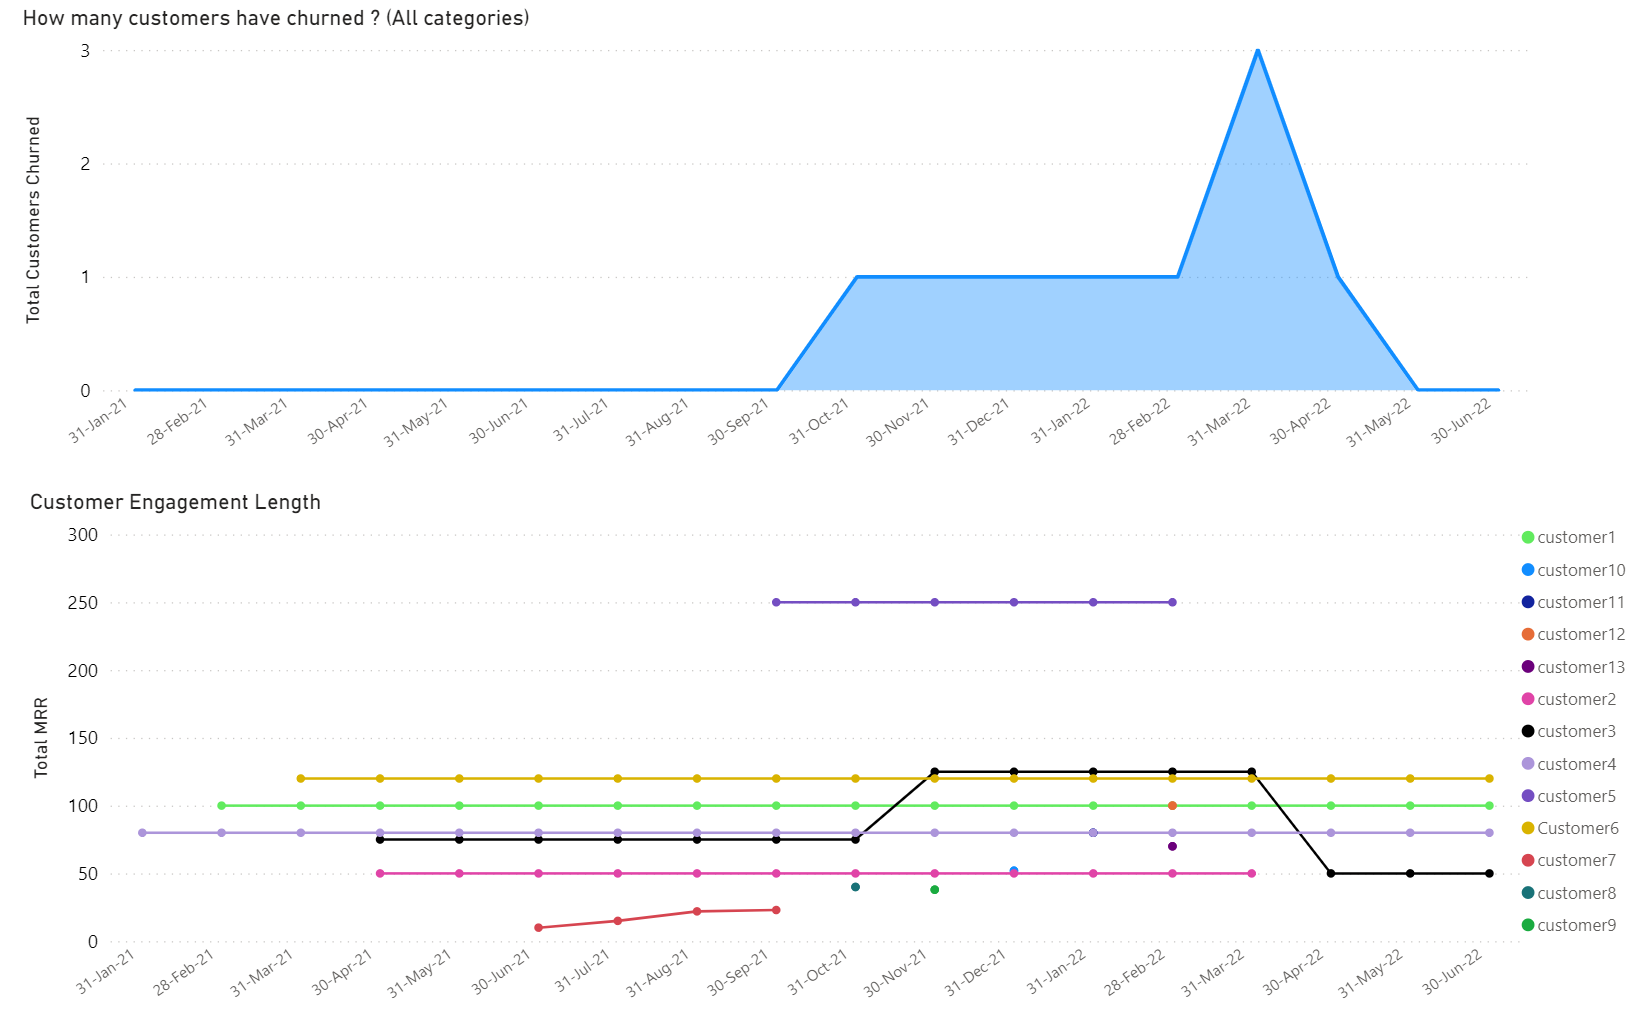 How many customers have churned ? (All categories)
Total Customers Churned
3
2
1
0
31-Jan-21
28-Feb-21
31-Mar-21
30-Apr-21
31-May-21
30-Jun-21
31-Jul-21
31-Aug-21
30-Sep-21
31-Oct-21
30-Nov-21
31-Dec-21
31-Jan-22
28-Feb-22
31-Mar-22
30-Apr-22
31-May-22
30-Jun-22
Customer Engagement Length
Total MRR
300
250
200
150
100
50
0
31-Jan-21
28-Feb-21
31-Mar-21
30-Apr-21
31-May-21
30-Jun-21
31-Jul-21
31-Aug-21
30-Sep-21
31-Oct-21
30-Nov-21
31-Dec-21
31-Jan-22
28-Feb-22
31-Mar-22
30-Apr-22
31-May-22
30-Jun-22
customer1
customer10
customer11
customer12
customer13
customer2
customer3
customer4
customer5
Customer6
customer7
customer8
customer9